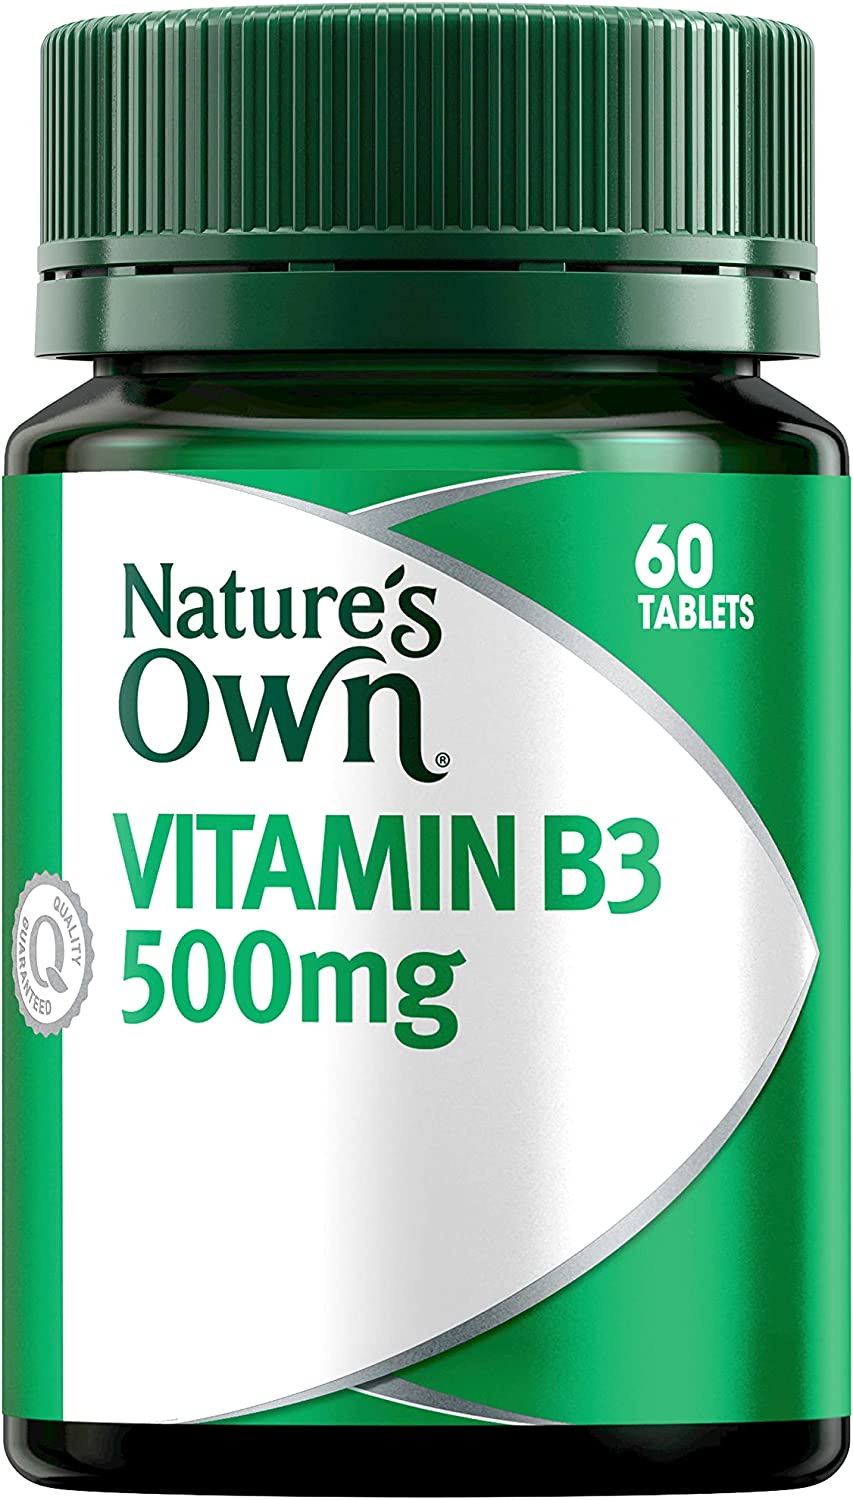 60
TABLETS
Nature's
Own®
VITAMIN B3
500mg
QUALITY
Q
GUARANTEED